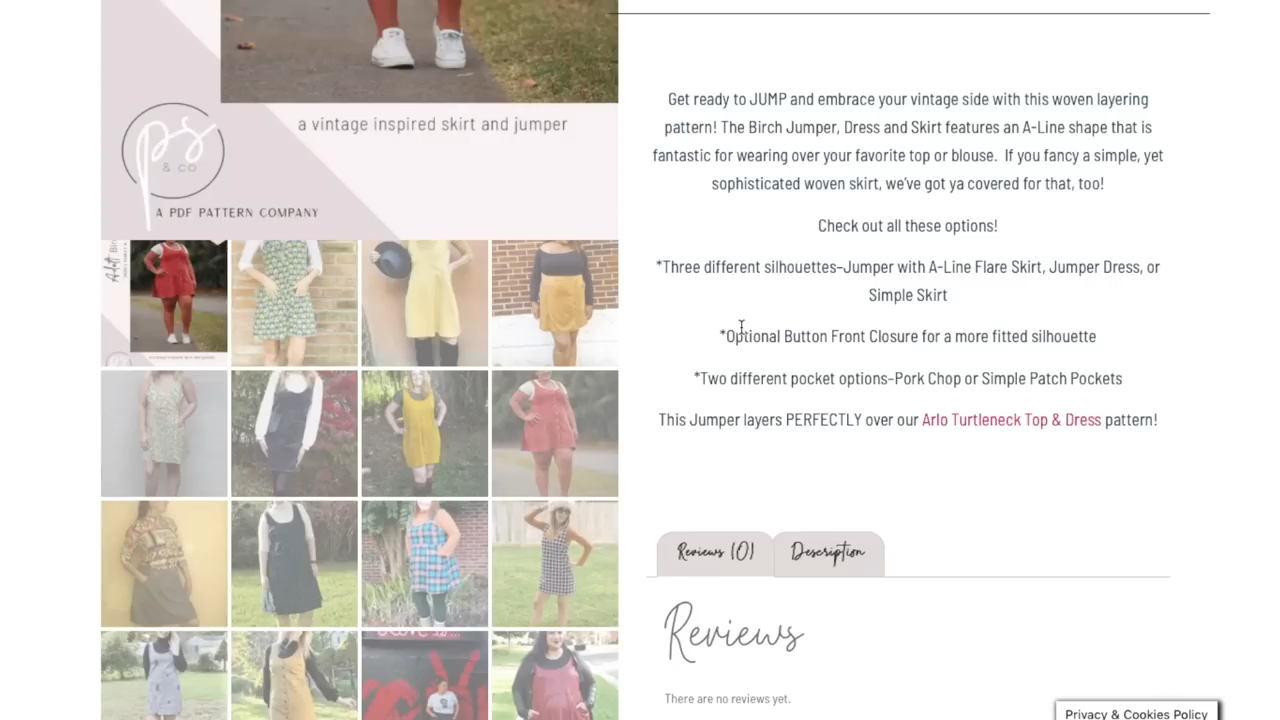 a vintage inspired skirt and jumper
ps
& co
A PDF PATTERN COMPANY
Get ready to JUMP and embrace your vintage side with this woven layering
pattern! The Birch Jumper, Dress and Skirt features an A-Line shape that is
fantastic for wearing over your favorite top or blouse. If you fancy a simple, yet
sophisticated woven skirt, we've got ya covered for that, too!
Check out all these options!
*Three different silhouettes–Jumper with A-Line Flare Skirt, Jumper Dress, or
Simple Skirt
*Optional Button Front Closure for a more fitted silhouette
*Two different pocket options–Pork Chop or Simple Patch Pockets
This Jumper layers PERFECTLY over our Arlo Turtleneck Top & Dress pattern!
Reviews (0)
Description
Reviews
There are no reviews yet.
Privacy & Cookies Policy